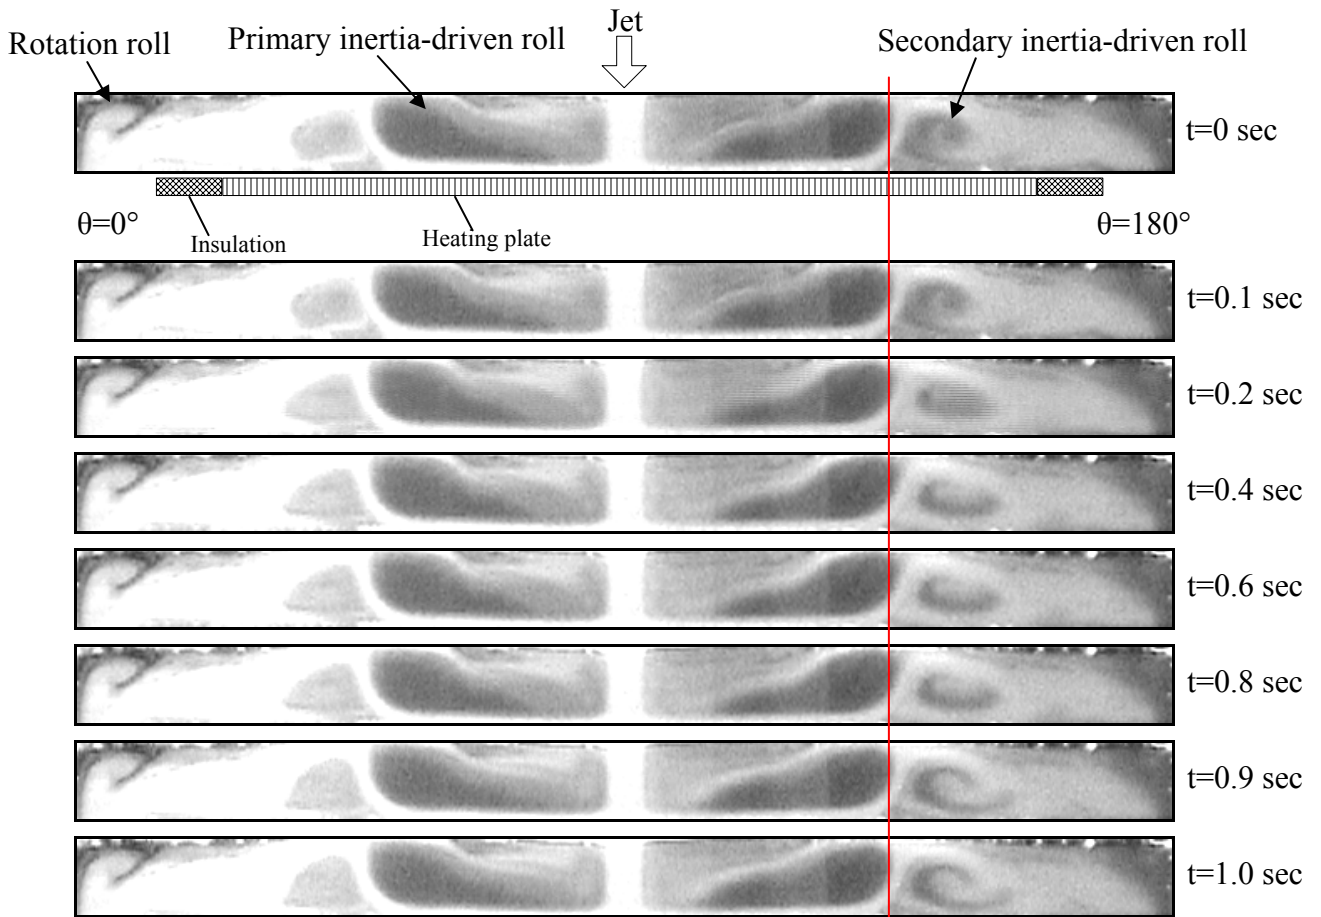 Jet
Rotation roll
Primary inertia-driven roll
Secondary inertia-driven roll
t=0 sec
θ=0°
Insulation
Heating plate
θ=180°
t=0.1 sec
t=0.2 sec
t=0.4 sec
t=0.6 sec
t=0.8 sec
t=0.9 sec
t=1.0 sec